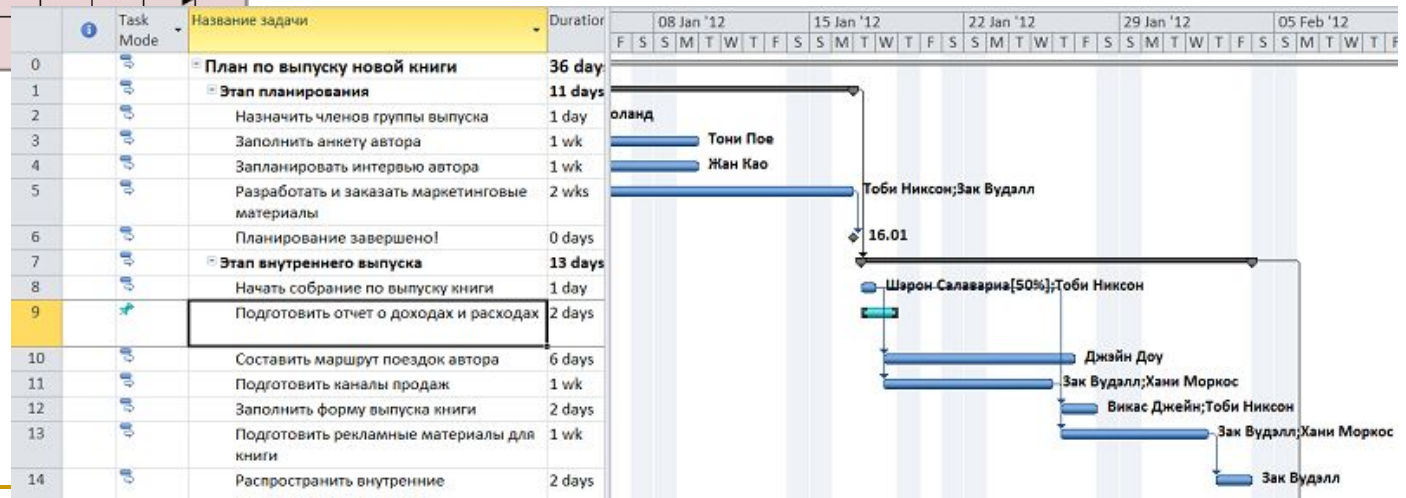 Task Mode Название задачи Duration 08 Jan '12 15 Jan '12 22 Jan '12 29 Jan '12 05 Feb '12
F S S M T W T F S S M T W T F S S M T W T F S S M T W T F S S M T W T F
0 План по выпуску новой книги 36 day
1 Этап планирования 11 days
2 Назначить членов группы выпуска 1 day оланд
3 Заполнить анкету автора 1 wk Тони Пое
4 Запланировать интервью автора 1 wk Жан Као
5 Разработать и заказать маркетинговые материалы 2 wks Тоби Никсон;Зак Вудэлл
6 Планирование завершено! 0 days 16.01
7 Этап внутреннего выпуска 13 days
8 Начать собрание по выпуску книги 1 day Шарон Салавариа[50%];Тоби Никсон
9 Подготовить отчет о доходах и расходах 2 days
10 Составить маршрут поездок автора 6 days Джэйн Доу
11 Подготовить каналы продаж 1 wk Зак Вудэлл;Хани Моркос
12 Заполнить форму выпуска книги 2 days Викас Джейн;Тоби Никсон
13 Подготовить рекламные материалы для книги 1 wk Зак Вудэлл;Хани Моркос
14 Распространить внутренние 2 days Зак Вудэлл